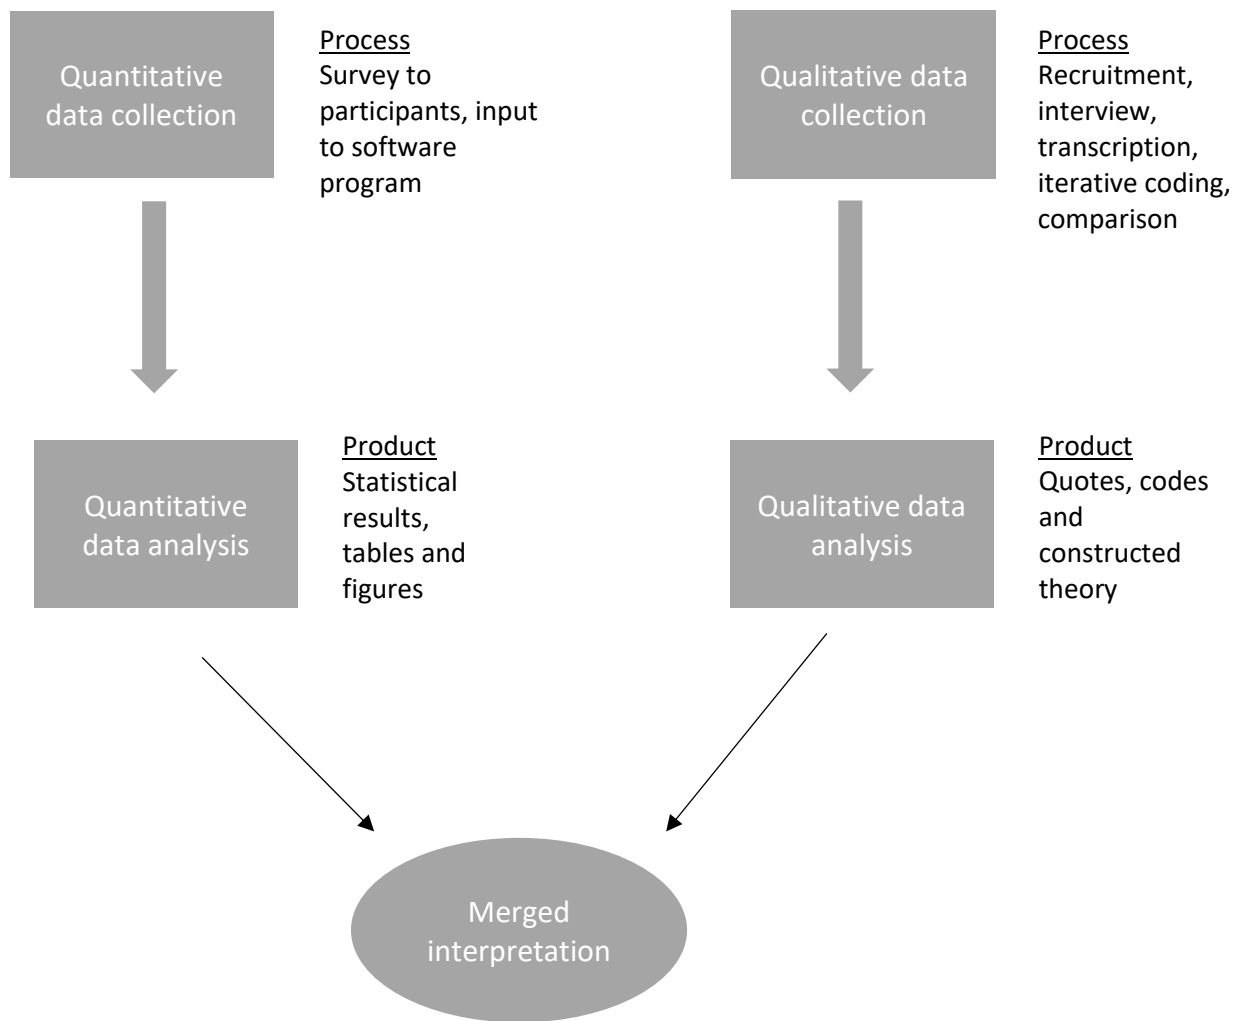 Quantitative
data collection
Process
Survey to
participants, input
to software
program
Qualitative data
collection
Process
Recruitment,
interview,
transcription,
iterative coding,
comparison
Quantitative
data analysis
Product
Statistical
results,
tables and
figures
Qualitative data
analysis
Product
Quotes, codes
and
constructed
theory
Merged
interpretation